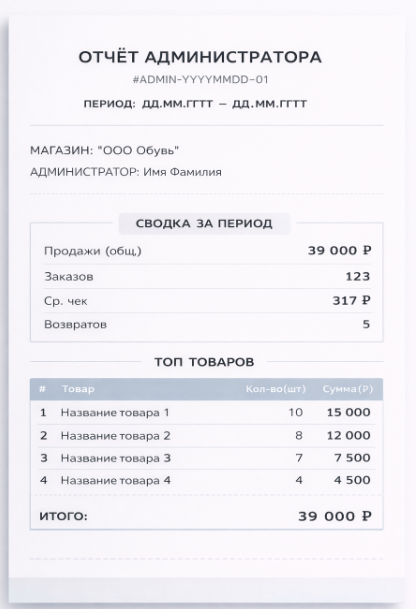 ОТЧЁТ АДМИНИСТРАТОРА
#ADMIN-YYYYMMDD-01
ПЕРИОД: ДД.ММ.ГГТТ – ДД.ММ.ГГТТ
МАГАЗИН: "ООО Обувь"
АДМИНИСТРАТОР: Имя Фамилия
СВОДКА ЗА ПЕРИОД
Продажи (общ,) 39 000 ₽
Заказов 123
Ср. чек 317 ₽
Возвратов 5
ТОП ТОВАРОВ
# Товар Кол-во(шт) Сумма(₽)
1 Название товара 1 10 15 000
2 Название товара 2 8 12 000
3 Название товара 3 7 7 500
4 Название товара 4 4 4 500
ИТОГО: 39 000 ₽